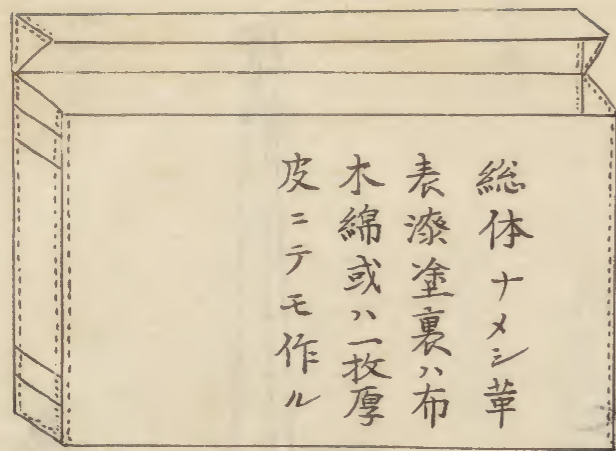 総体ナメシ革
表漆塗裏ハ布
木綿或ハ一枚厚
皮ニテモ作ル